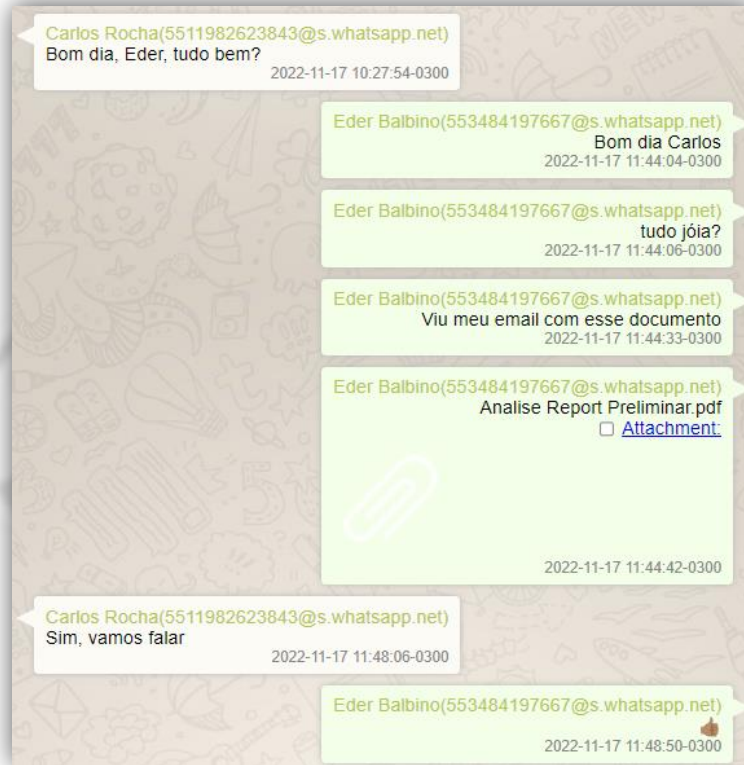 Carlos Rocha(5511982623843@s.whatsapp.net)
Bom dia, Eder, tudo bem?
2022-11-17 10:27:54-0300
Eder Balbino(553484197667@s.whatsapp.net)
Bom dia Carlos
2022-11-17 11:44:04-0300
Eder Balbino(553484197667@s.whatsapp.net)
tudo jóia?
2022-11-17 11:44:06-0300
Eder Balbino(553484197667@s.whatsapp.net)
Viu meu email com esse documento
2022-11-17 11:44:33-0300
Eder Balbino(553484197667@s.whatsapp.net)
Analise Report Preliminar.pdf
Attachment:
2022-11-17 11:44:42-0300
Carlos Rocha(5511982623843@s.whatsapp.net)
Sim, vamos falar
2022-11-17 11:48:06-0300
Eder Balbino(553484197667@s.whatsapp.net)
👍🏾
2022-11-17 11:48:50-0300